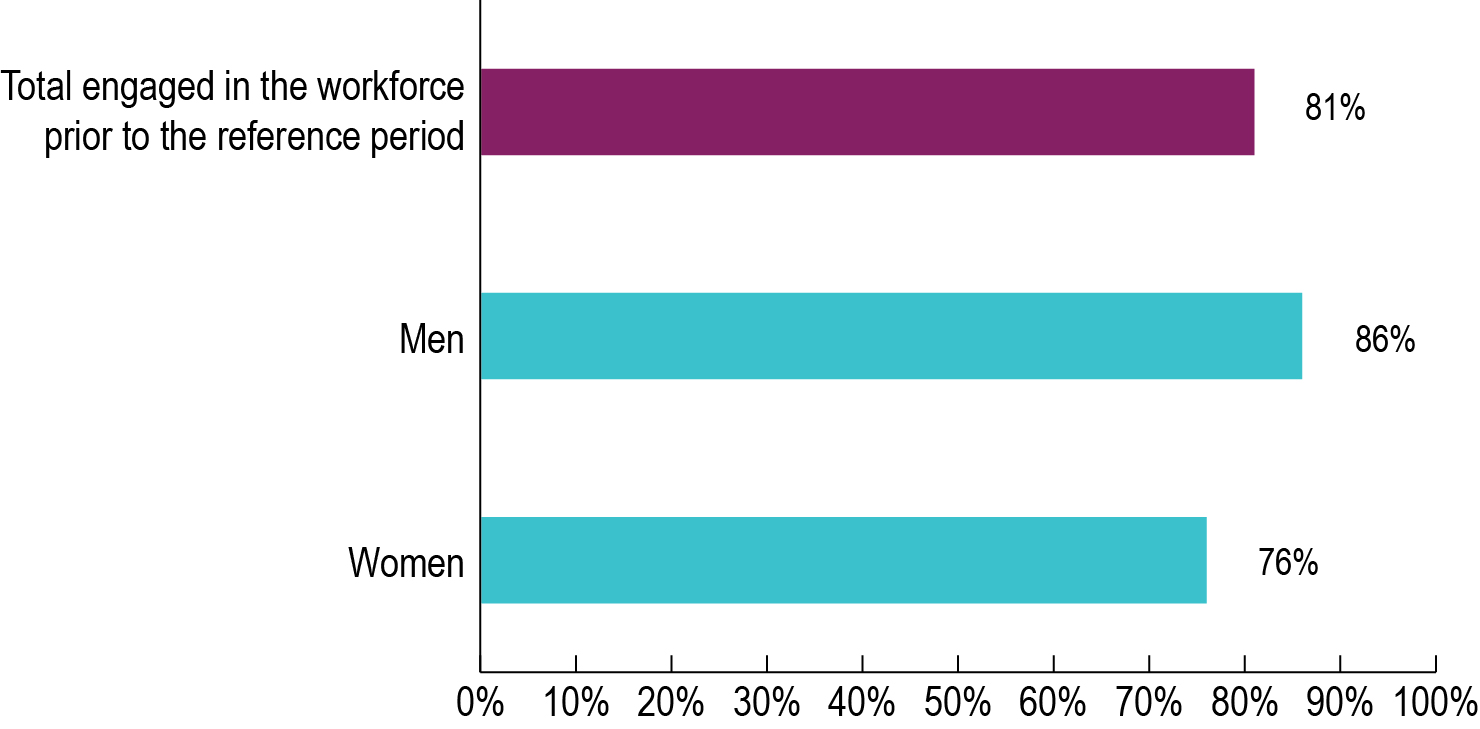 Total engaged in the workforce
prior to the reference period
81%
Men
86%
Women
76%
0% 10% 20% 30% 40% 50% 60% 70% 80% 90% 100%